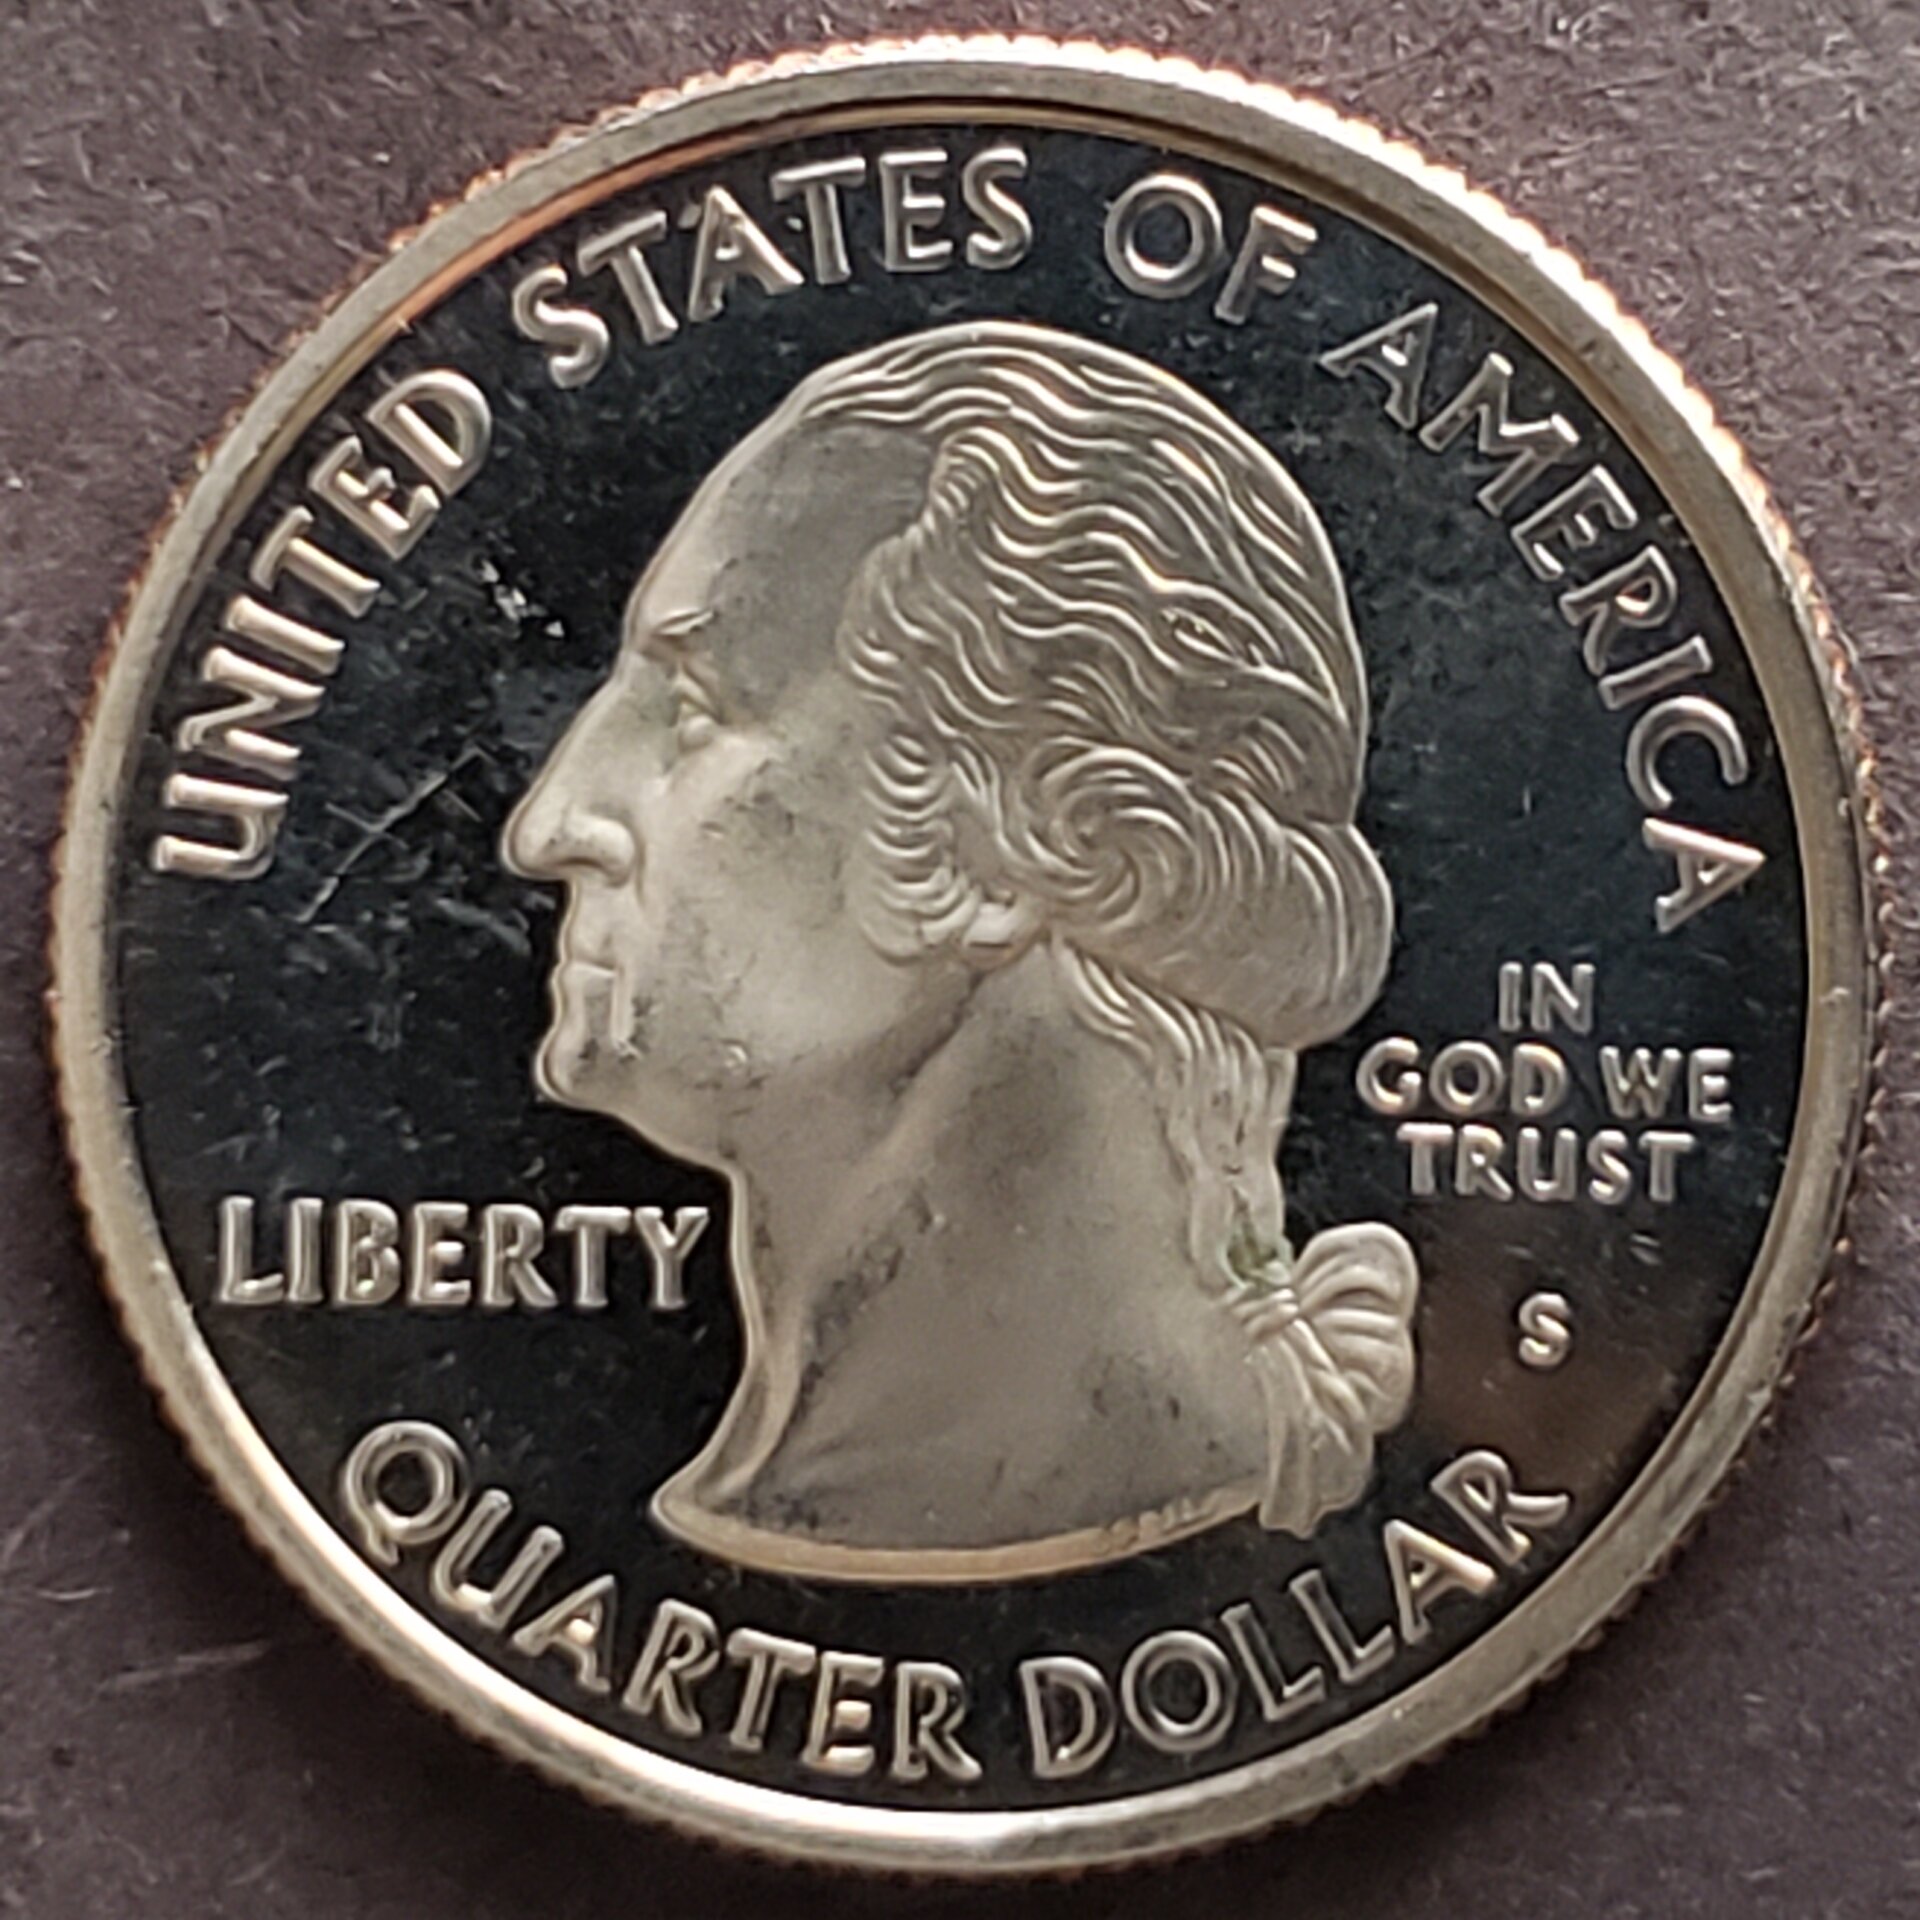 UNITED STATES OF AMERICA
IN
GOD WE
TRUST
LIBERTY
S
QUARTER DOLLAR